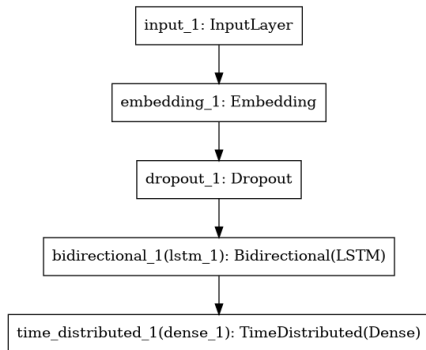 input_1: InputLayer
embedding_1: Embedding
dropout_1: Dropout
bidirectional_1(lstm_1): Bidirectional(LSTM)
time_distributed_1(dense_1): TimeDistributed(Dense)